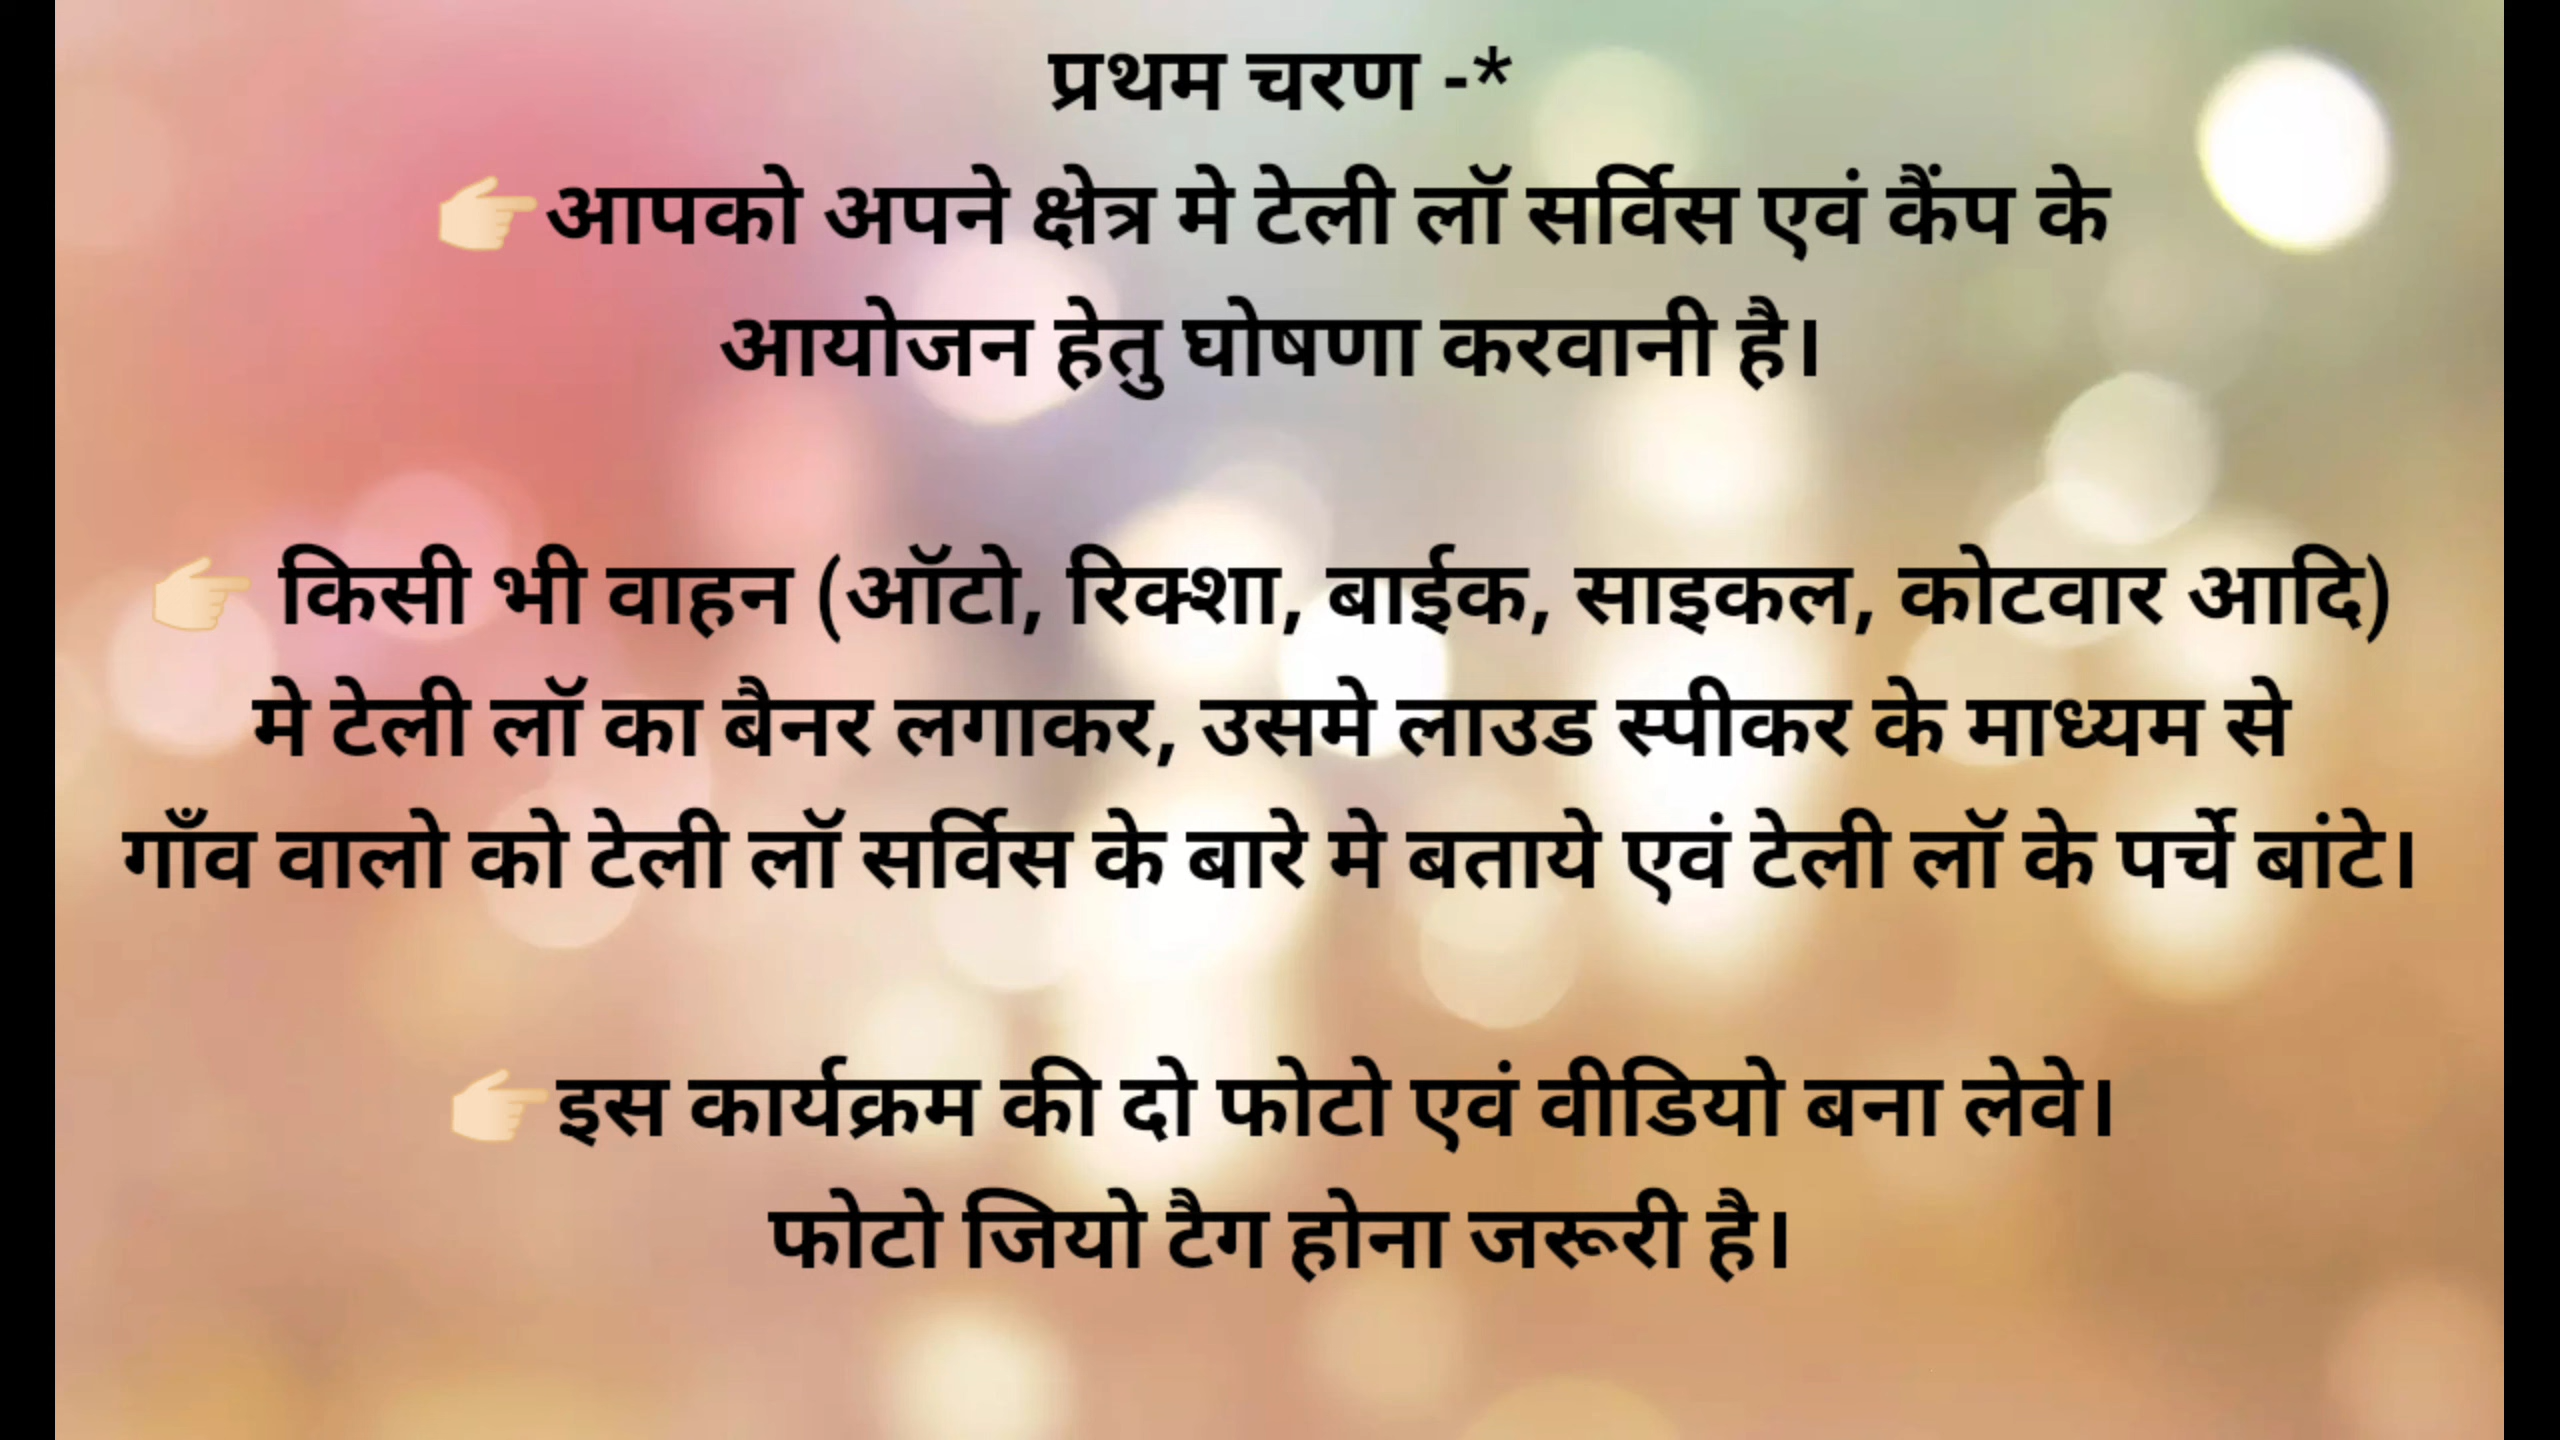 प्रथम चरण -*
👉🏻आपको अपने क्षेत्र मे टेली लॉ सर्विस एवं कैंप के
आयोजन हेतु घोषणा करवानी है।
👉🏻 किसी भी वाहन (ऑटो, रिक्शा, बाईक, साइकल, कोटवार आदि)
मे टेली लॉ का बैनर लगाकर, उसमे लाउड स्पीकर के माध्यम से
गाँव वालो को टेली लॉ सर्विस के बारे मे बताये एवं टेली लॉ के पर्चे बांटे।
👉🏻इस कार्यक्रम की दो फोटो एवं वीडियो बना लेवे।
फोटो जियो टैग होना जरूरी है।